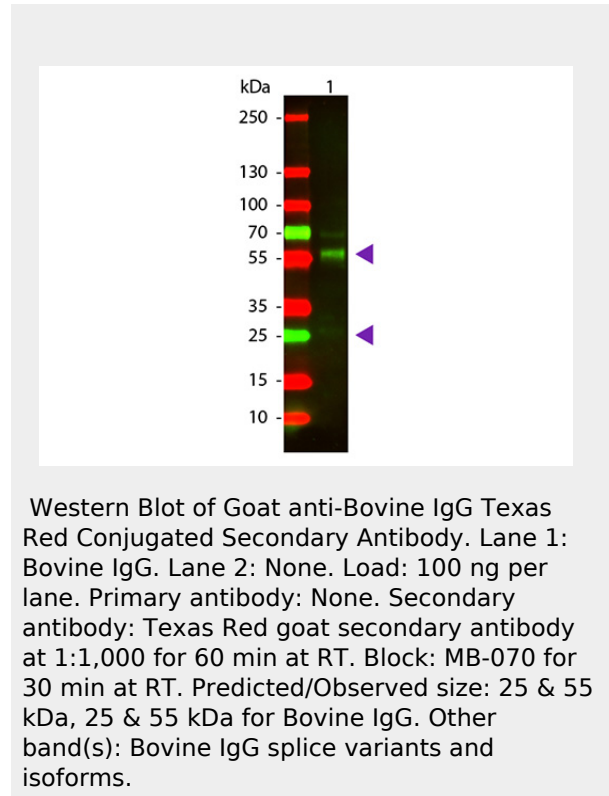 kDa 1
250 -
130 -
100 -
70 -
55 -
35 -
25 -
15 -
10 -
Western Blot of Goat anti-Bovine IgG Texas
Red Conjugated Secondary Antibody. Lane 1:
Bovine IgG. Lane 2: None. Load: 100 ng per
lane. Primary antibody: None. Secondary
antibody: Texas Red goat secondary antibody
at 1:1,000 for 60 min at RT. Block: MB-070 for
30 min at RT. Predicted/Observed size: 25 & 55
kDa, 25 & 55 kDa for Bovine IgG. Other
band(s): Bovine IgG splice variants and
isoforms.